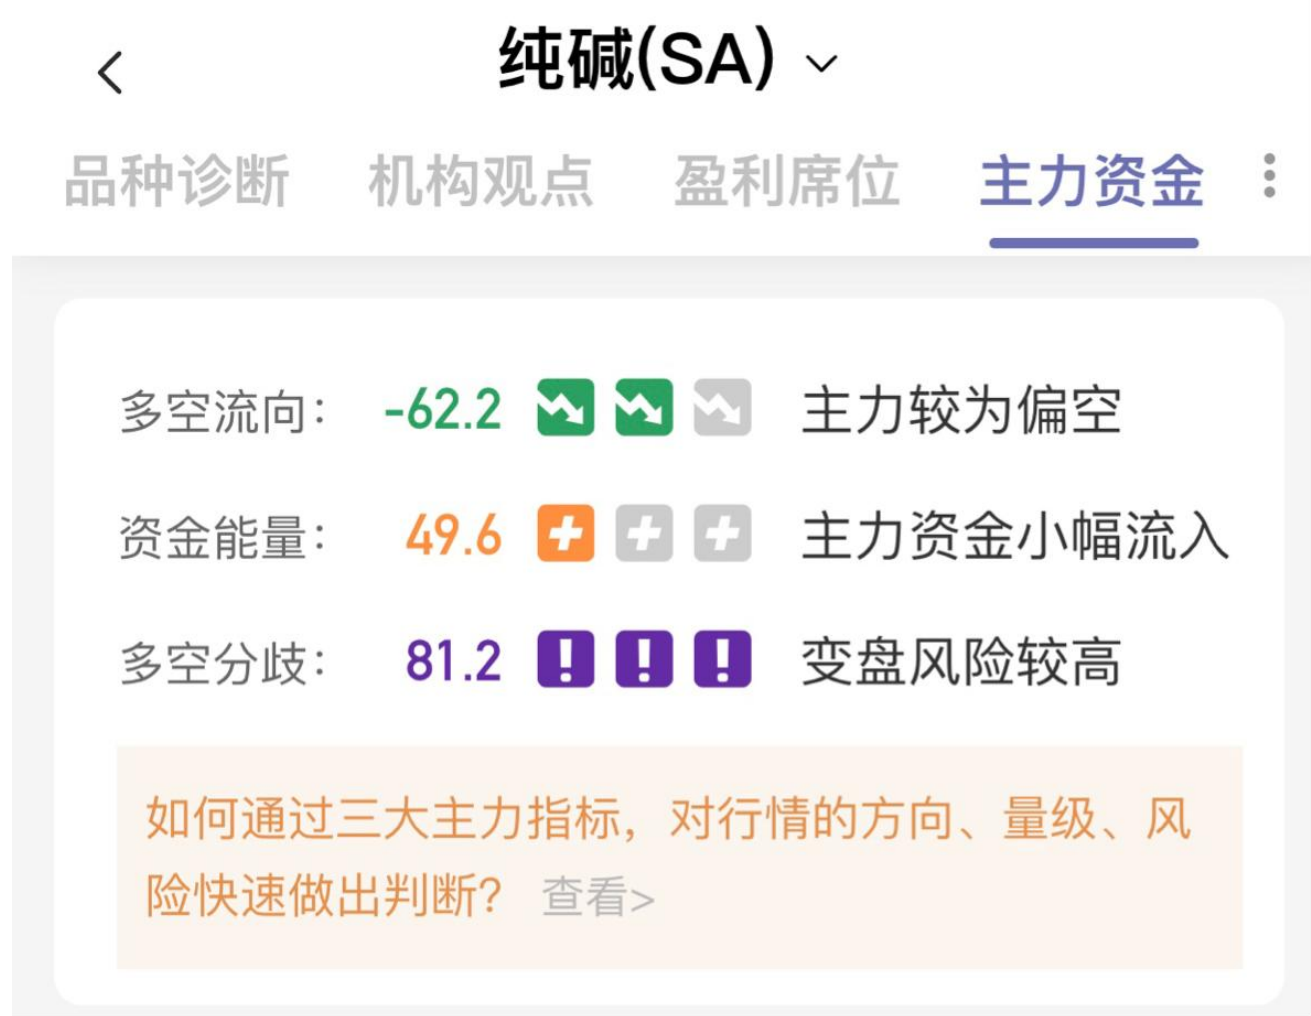 纯碱(SA)
品种诊断 机构观点 盈利席位 主力资金
多空流向: -62.2 主力较为偏空
资金能量: 49.6 主力资金小幅流入
多空分歧: 81.2 变盘风险较高
如何通过三大主力指标，对行情的方向、量级、风
险快速做出判断? 查看>